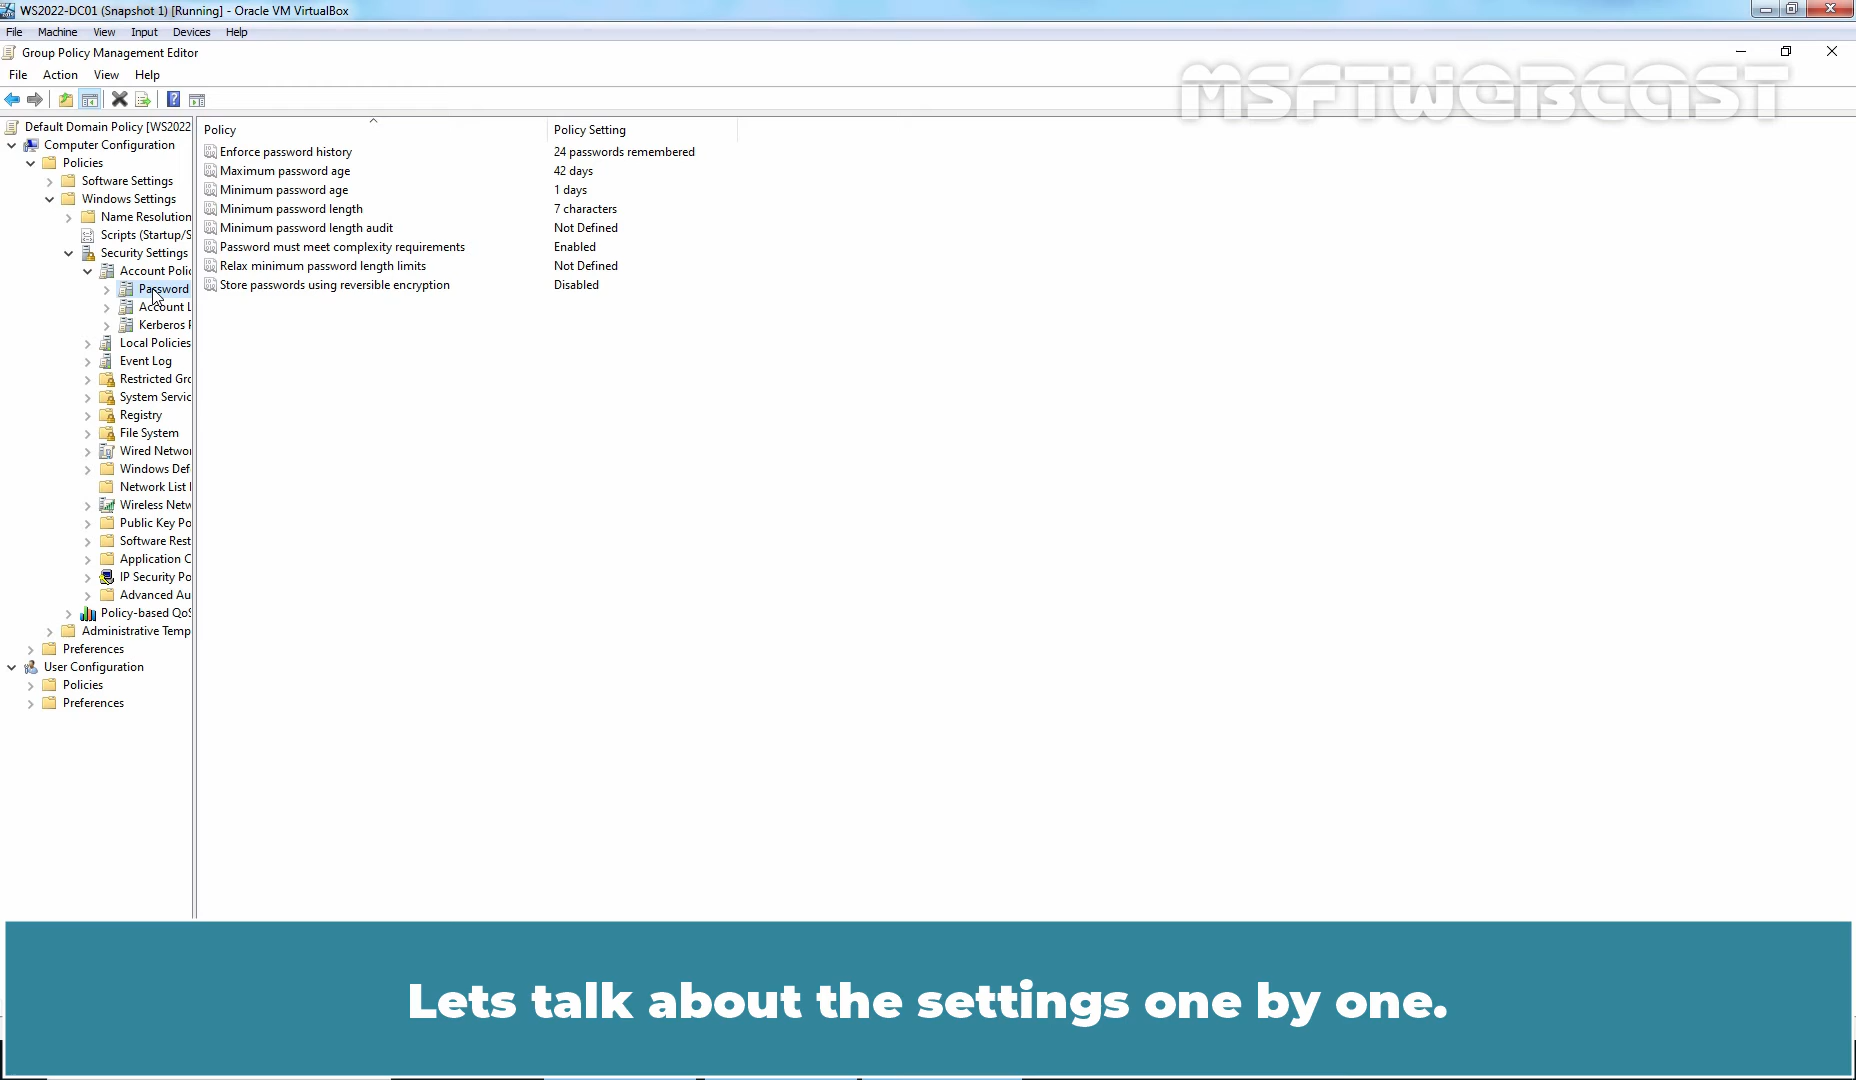 WS2022-DC01 (Snapshot 1) [Running] - Oracle VM VirtualBox
File Machine View Input Devices Help
Group Policy Management Editor
File Action View Help
MSFTWEBCAST
Default Domain Policy [WS2022
Computer Configuration
Policies
Software Settings
Windows Settings
Name Resolution
Scripts (Startup/S
Security Settings
Account Polic
Password
Account L
Kerberos P
Local Policies
Event Log
Restricted Gro
System Servic
Registry
File System
Wired Networ
Windows Def
Network List
Wireless Netw
Public Key Po
Software Rest
Application C
IP Security Po
Advanced Au
Policy-based QoS
Administrative Temp
Preferences
User Configuration
Policies
Preferences
Policy Policy Setting
Enforce password history 24 passwords remembered
Maximum password age 42 days
Minimum password age 1 days
Minimum password length 7 characters
Minimum password length audit Not Defined
Password must meet complexity requirements Enabled
Relax minimum password length limits Not Defined
Store passwords using reversible encryption Disabled
Lets talk about the settings one by one.